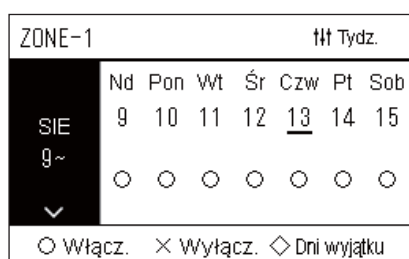 ZONE-1 Tydz.
Nd Pon Wt Śr Czw Pt Sob
SIE 9 10 11 12 13 14 15
9~
○ ○ ○ ○ ○ ○ ○
○ Włącz. × Wyłącz. ◇ Dni wyjątku